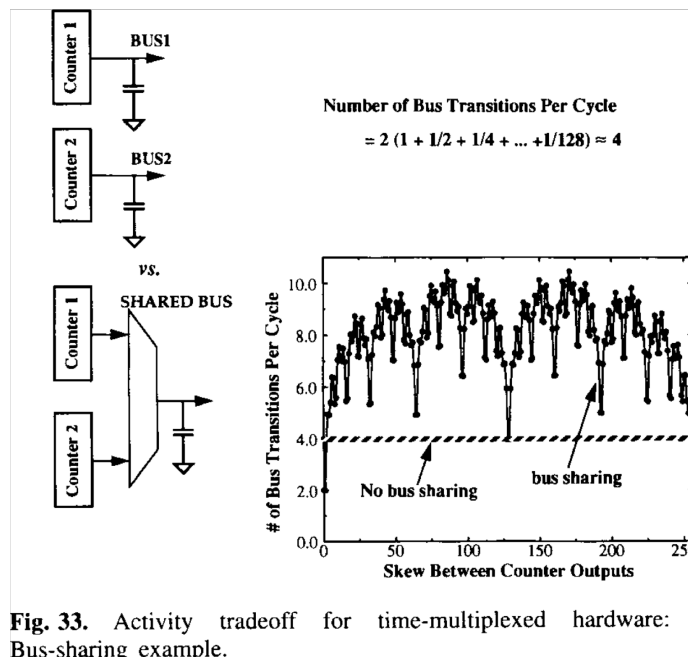 Counter 1
BUS1
Counter 2
BUS2
vs.
SHARED BUS
Counter 1
Counter 2
Number of Bus Transitions Per Cycle
= 2 (1 + 1/2 + 1/4 + ... +1/128) ≈ 4
# of Bus Transitions Per Cycle
10.0
8.0
6.0
4.0
2.0
0.0
No bus sharing
bus sharing
0
50
100
150
200
250
Skew Between Counter Outputs
Fig. 33. Activity tradeoff for time-multiplexed hardware:
Bus-sharing example.